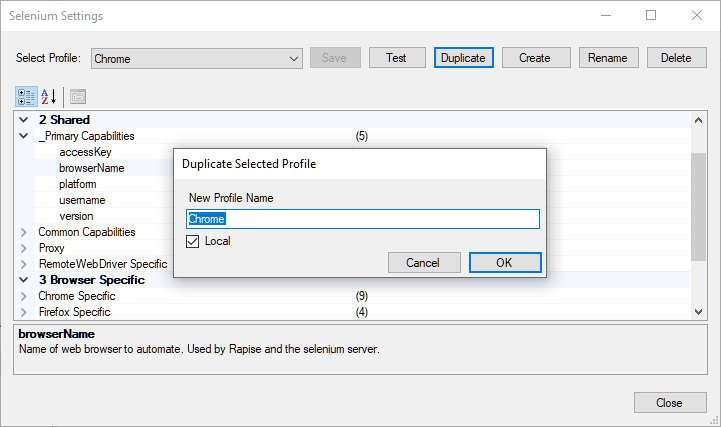 Selenium Settings
Select Profile: Chrome Save Test Duplicate Create Rename Delete
2 Shared
_Primary Capabilities (5)
accessKey
browserName
platform
username
version
Common Capabilities
Proxy
RemoteWebDriver Specific
3 Browser Specific
Chrome Specific (9)
Firefox Specific (4)
Duplicate Selected Profile
New Profile Name
Chrome
Local
Cancel OK
browserName
Name of web browser to automate. Used by Rapise and the selenium server.
Close